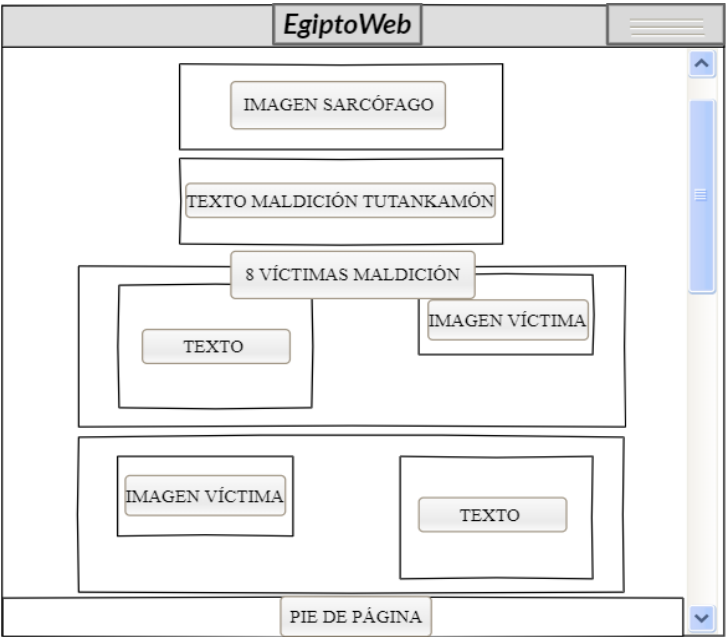 EgiptoWeb
IMAGEN SARCÓFAGO
TEXTO MALDICIÓN TUTANKAMÓN
8 VÍCTIMAS MALDICIÓN
TEXTO
IMAGEN VÍCTIMA
IMAGEN VÍCTIMA
TEXTO
PIE DE PÁGINA